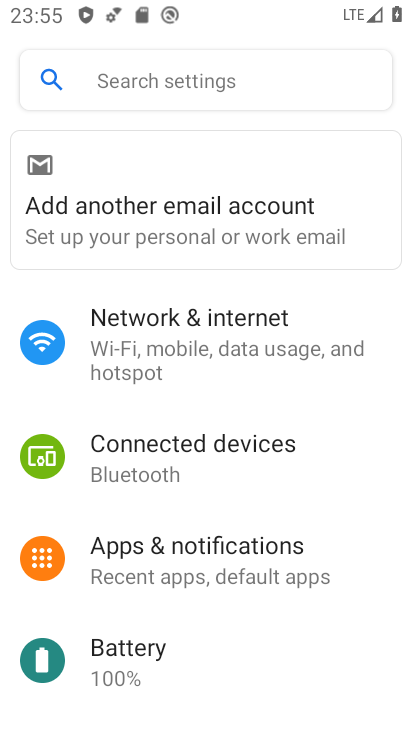 23:55
LTE
Search settings
Add another email account
Set up your personal or work email
Network & internet
Wi-Fi, mobile, data usage, and
hotspot
Connected devices
Bluetooth
Apps & notifications
Recent apps, default apps
Battery
100%